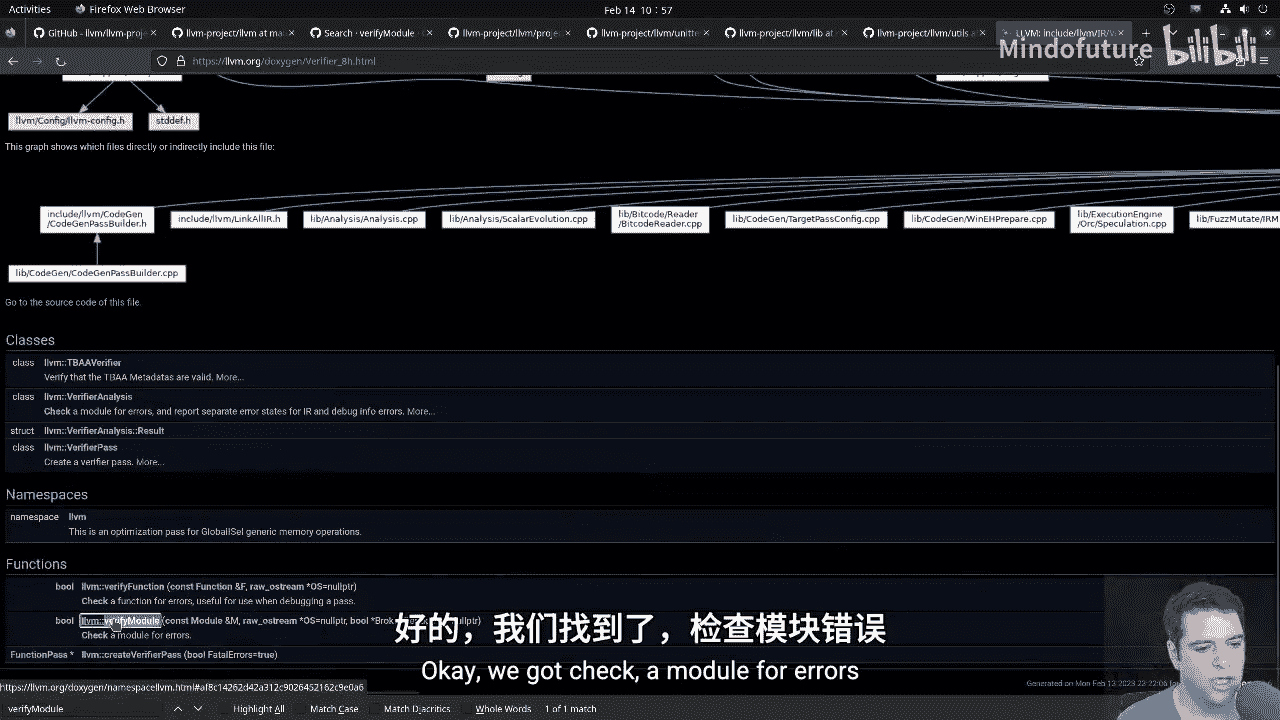 Activities
Firefox Web Browser
Feb 14 10:57
GitHub - llvm/llvm-proje
llvm-project/llvm at ma
Search · verifyModule
llvm-project/llvm/proje
llvm-project/llvm/unitte
llvm-project/llvm/lib at
llvm-project/llvm/utils a
LLVM: include/llvm/IR/V
Mindofuture bilibili
https://llvm.org/doxygen/Verifier_8h.html
llvm/Config/llvm-config.h
stddef.h
This graph shows which files directly or indirectly include this file:
include/llvm/CodeGen
/CodeGenPassBuilder.h
include/llvm/LinkAllIR.h
lib/Analysis/Analysis.cpp
lib/Analysis/ScalarEvolution.cpp
lib/Bitcode/Reader
/BitcodeReader.cpp
lib/CodeGen/TargetPassConfig.cpp
lib/CodeGen/WinEHPrepare.cpp
lib/ExecutionEngine
/Orc/Speculation.cpp
lib/FuzzMutate/IRM
lib/CodeGen/CodeGenPassBuilder.cpp
Go to the source code of this file.
Classes
class llvm::TBAAVerifier
Verify that the TBAA Metadatas are valid. More...
class llvm::VerifierAnalysis
Check a module for errors, and report separate error states for IR and debug info errors. More...
struct llvm::VerifierAnalysis::Result
class llvm::VerifierPass
Create a verifier pass. More...
Namespaces
namespace llvm
This is an optimization pass for GlobalISel generic memory operations.
Functions
bool llvm::verifyFunction (const Function &F, raw_ostream *OS=nullptr)
Check a function for errors, useful for use when debugging a pass.
bool llvm::verifyModule (const Module &M, raw_ostream *OS=nullptr, bool *Brok
Check a module for errors.
FunctionPass * llvm::createVerifierPass (bool FatalErrors=true)
好的，我们找到了，检查模块错误
Okay, we got check, a module for errors
Generated on Mon Feb 13 2023 23:22:06
verifyModule
Highlight All
Match Case
Match Diacritics
Whole Words
1 of 1 match